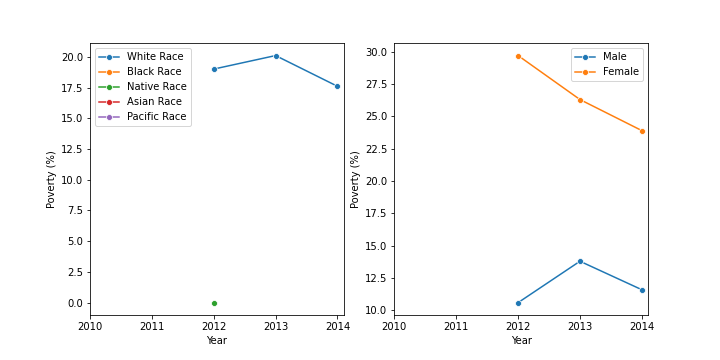 20.0
17.5
15.0
12.5
10.0
7.5
5.0
2.5
0.0
Poverty (%)
White Race
Black Race
Native Race
Asian Race
Pacific Race
2010 2011 2012 2013 2014
Year
30.0
27.5
25.0
22.5
20.0
17.5
15.0
12.5
10.0
Poverty (%)
Male
Female
2010 2011 2012 2013 2014
Year